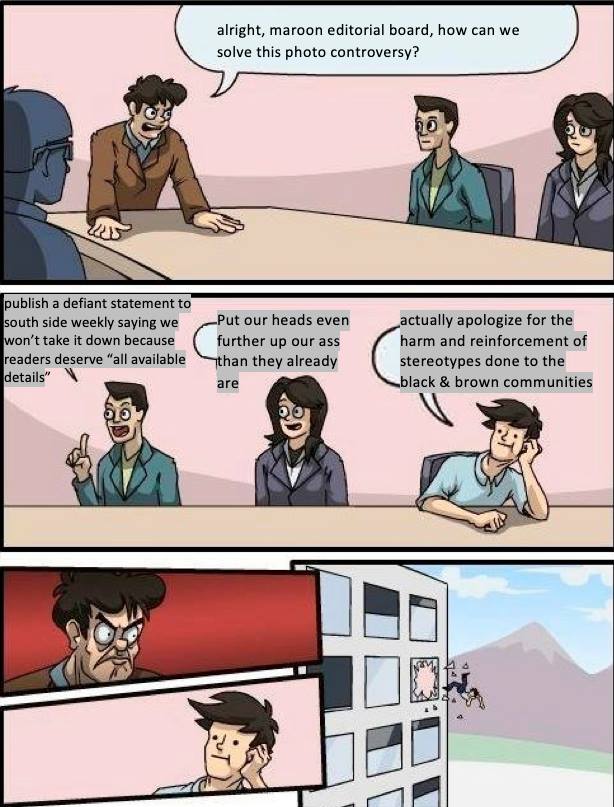 alright, maroon editorial board, how can we
solve this photo controversy?
publish a defiant statement to
south side weekly saying we
won’t take it down because
readers deserve “all available
details”
Put our heads even
further up our ass
than they already
are
actually apologize for the
harm and reinforcement of
stereotypes done to the
black & brown communities